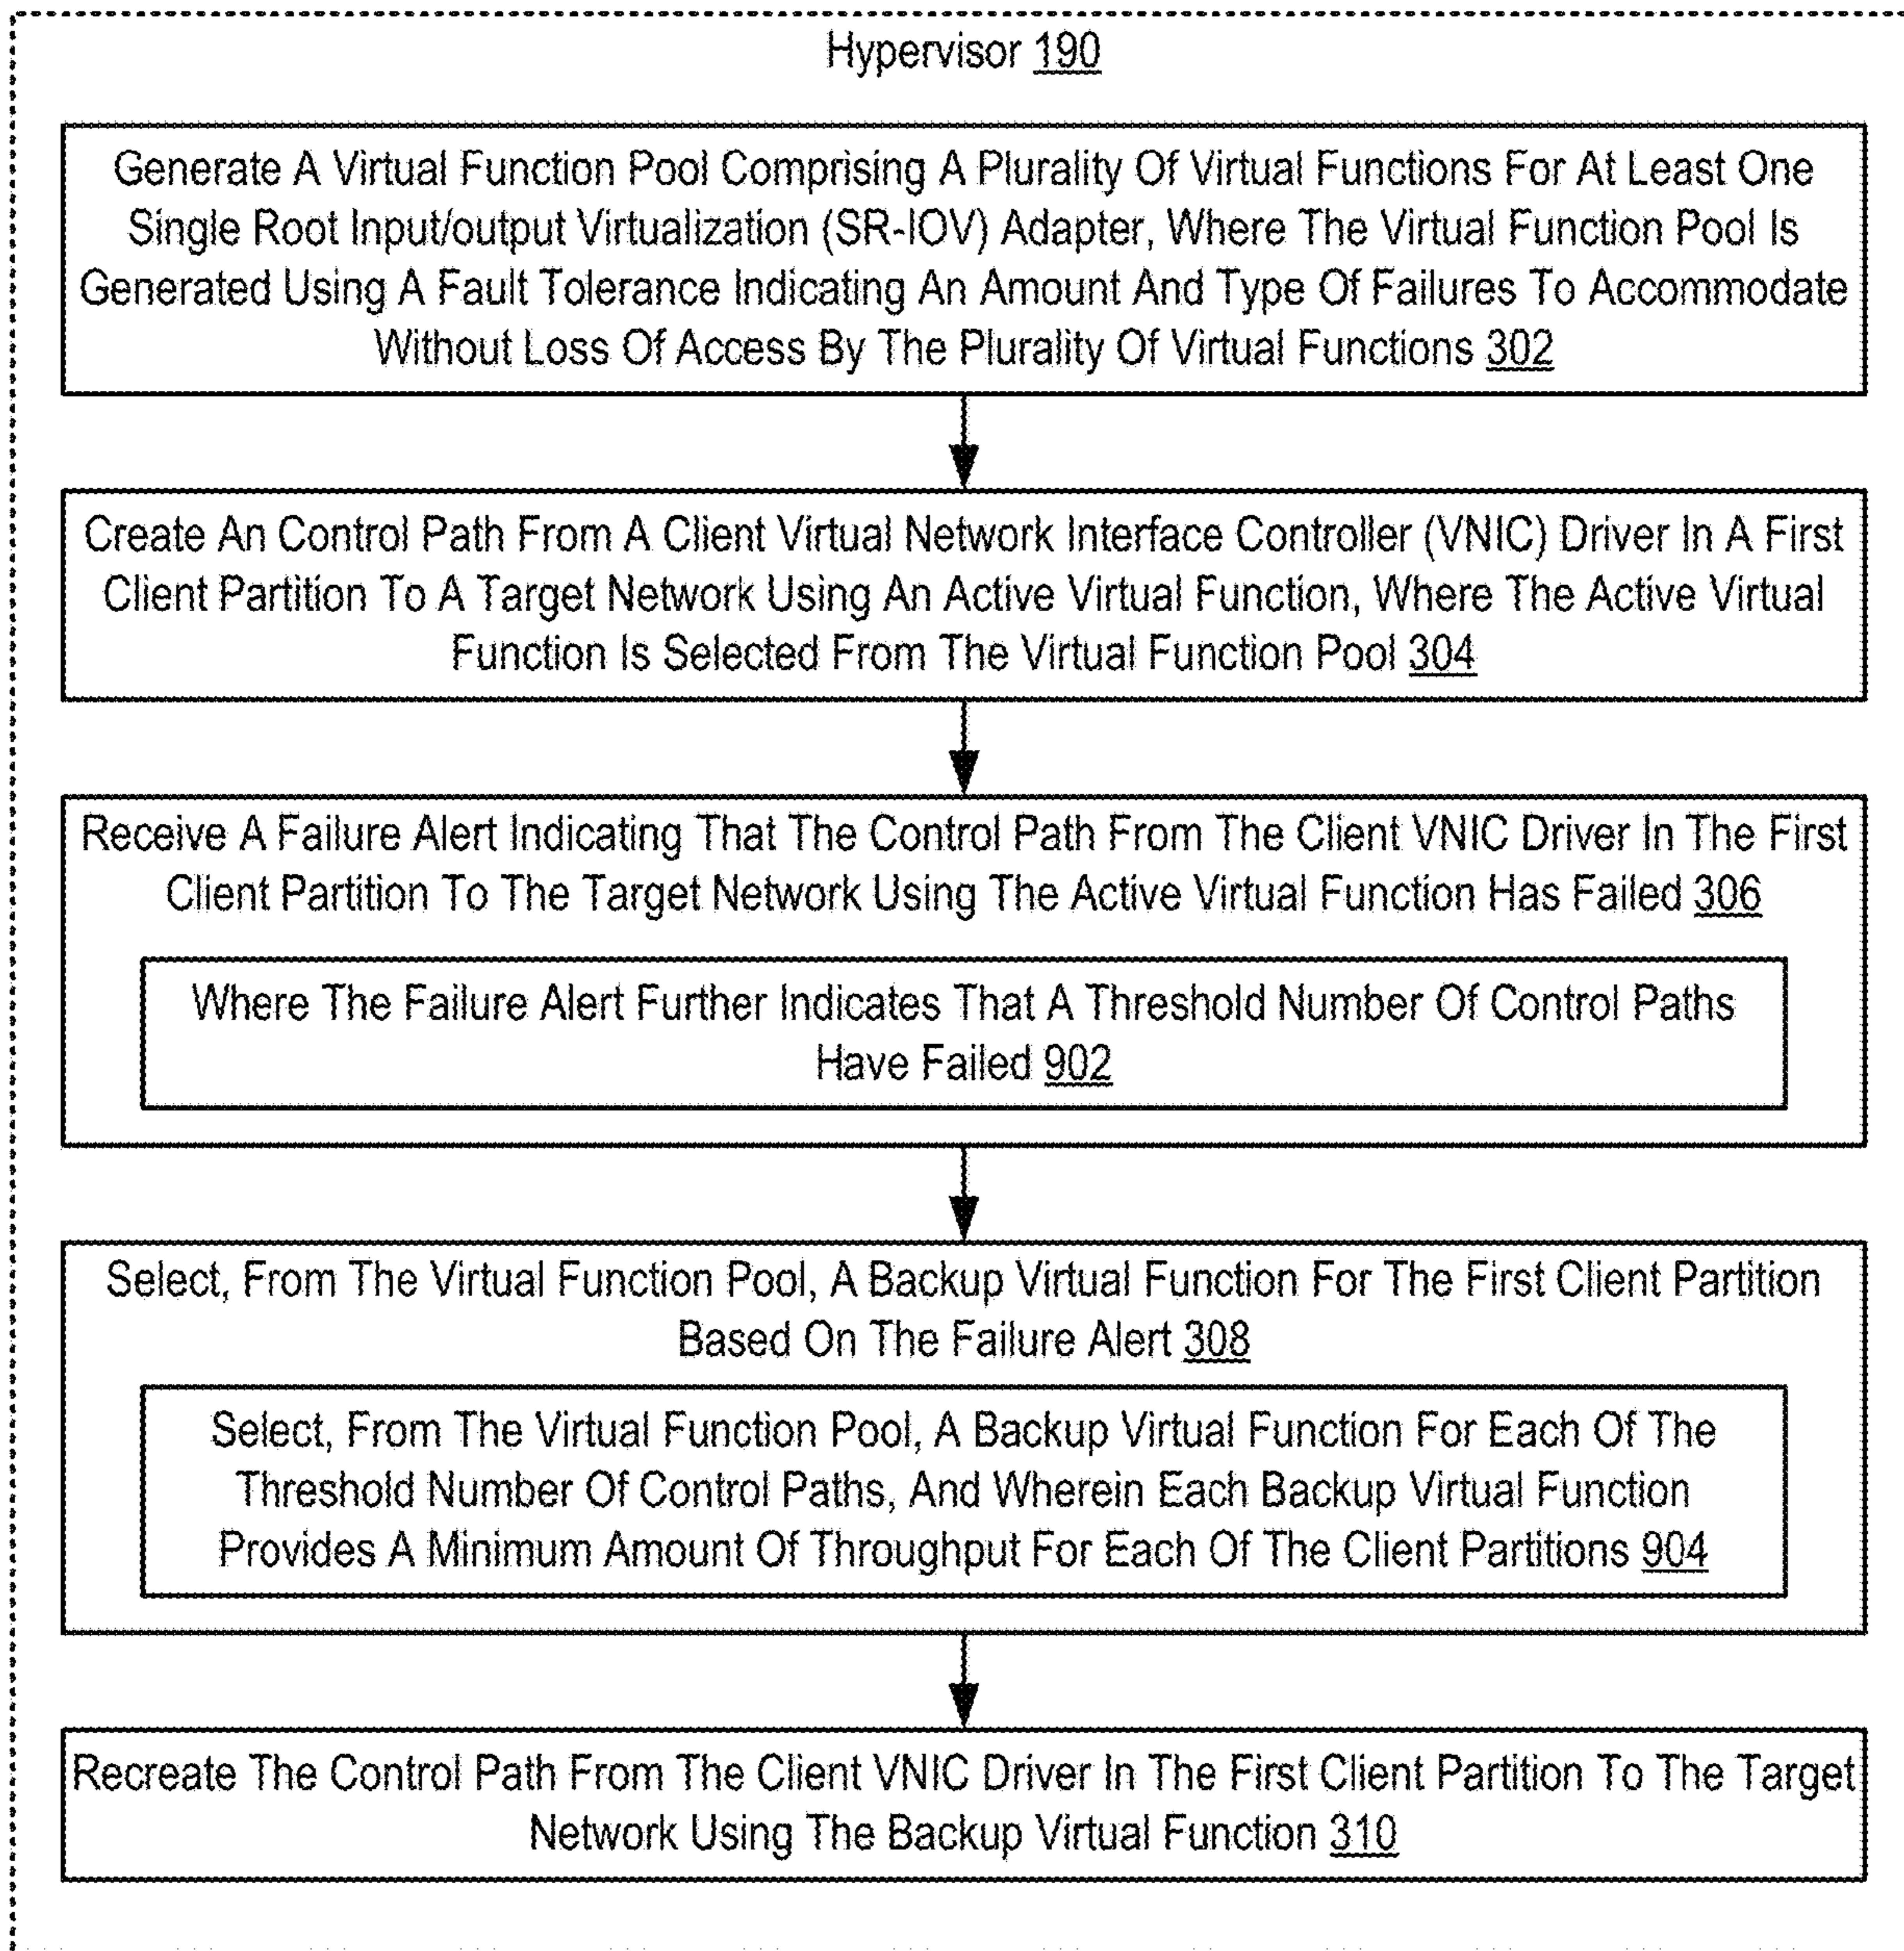 Hypervisor 190
Generate A Virtual Function Pool Comprising A Plurality Of Virtual Functions For At Least One
Single Root Input/output Virtualization (SR-IOV) Adapter, Where The Virtual Function Pool Is
Generated Using A Fault Tolerance Indicating An Amount And Type Of Failures To Accommodate
Without Loss Of Access By The Plurality Of Virtual Functions 302
Create An Control Path From A Client Virtual Network Interface Controller (VNIC) Driver In A First
Client Partition To A Target Network Using An Active Virtual Function, Where The Active Virtual
Function Is Selected From The Virtual Function Pool 304
Receive A Failure Alert Indicating That The Control Path From The Client VNIC Driver In The First
Client Partition To The Target Network Using The Active Virtual Function Has Failed 306
Where The Failure Alert Further Indicates That A Threshold Number Of Control Paths
Have Failed 902
Select, From The Virtual Function Pool, A Backup Virtual Function For The First Client Partition
Based On The Failure Alert 308
Select, From The Virtual Function Pool, A Backup Virtual Function For Each Of The
Threshold Number Of Control Paths, And Wherein Each Backup Virtual Function
Provides A Minimum Amount Of Throughput For Each Of The Client Partitions 904
Recreate The Control Path From The Client VNIC Driver In The First Client Partition To The Target
Network Using The Backup Virtual Function 310